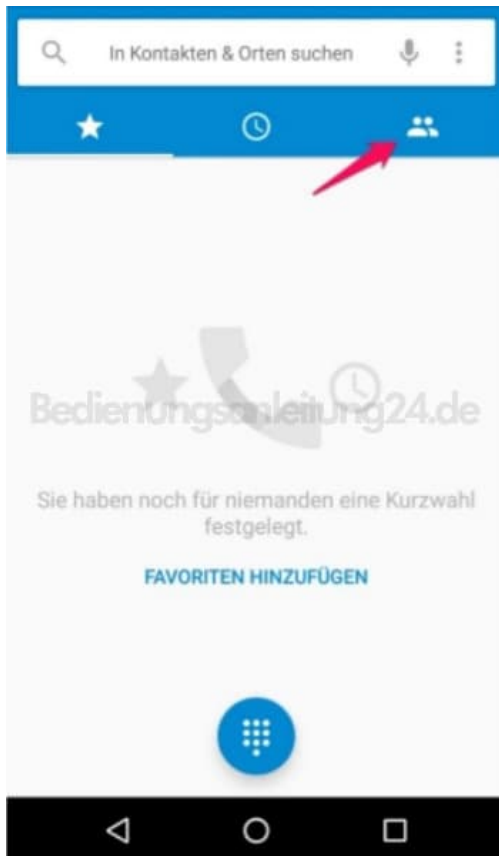 In Kontakten & Orten suchen
Bedienungsanleitung24.de
Sie haben noch für niemanden eine Kurzwahl
festgelegt.
FAVORITEN HINZUFÜGEN